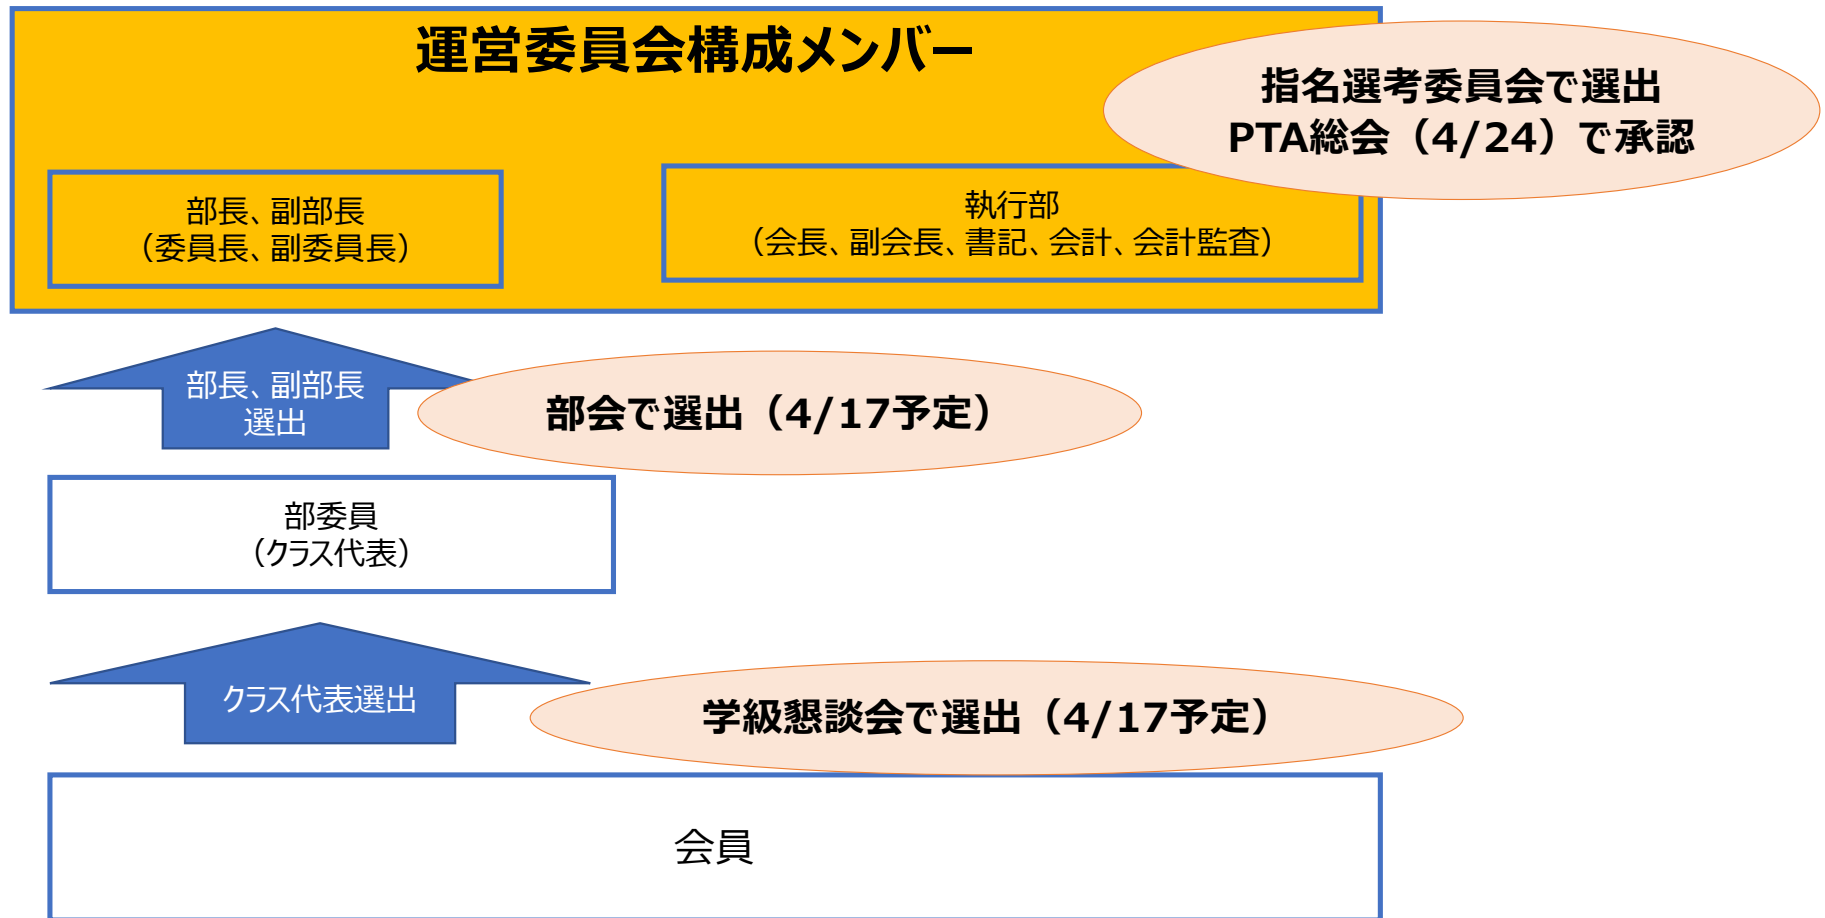 運営委員会構成メンバー
指名選考委員会で選出
PTA総会（4/24）で承認
部長、副部長
（委員長、副委員長）
執行部
（会長、副会長、書記、会計、会計監査）
部長、副部長
選出
部会で選出（4/17予定）
部委員
（クラス代表）
クラス代表選出
学級懇談会で選出（4/17予定）
会員